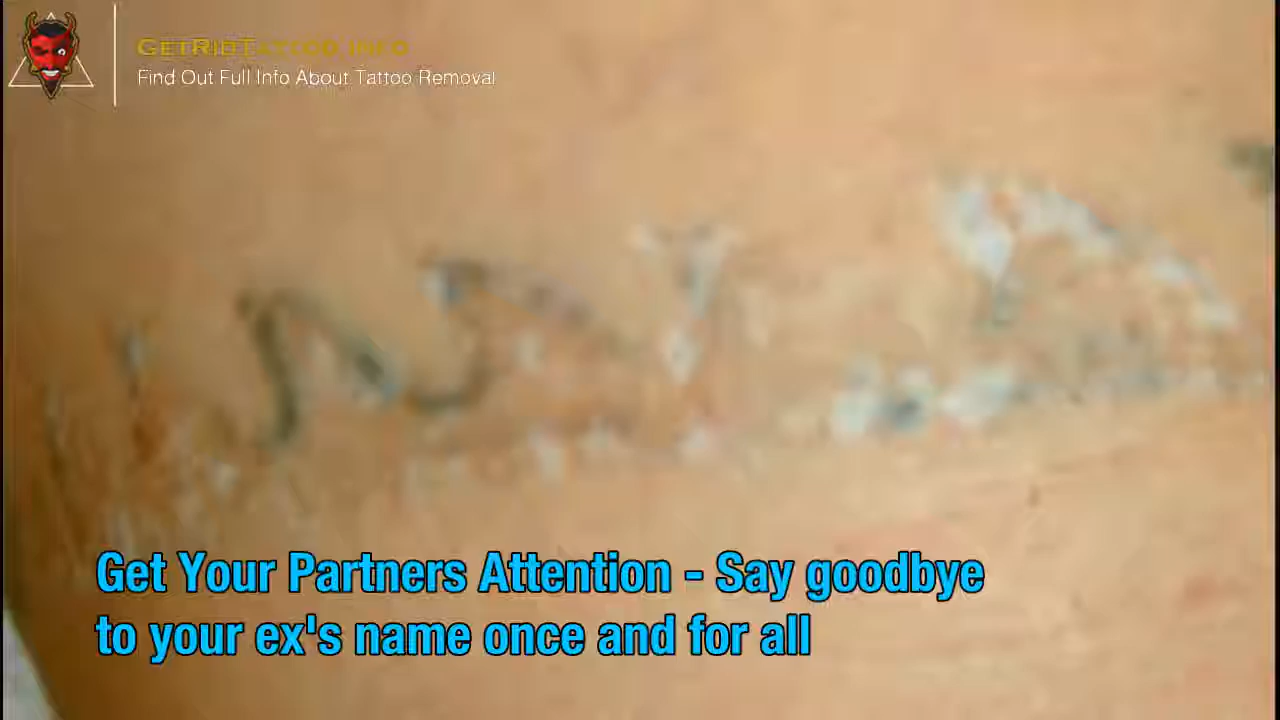 GETRIDTATTOO.INFO
Find Out Full Info About Tattoo Removal
Get Your Partners Attention - Say goodbye
to your ex's name once and for all